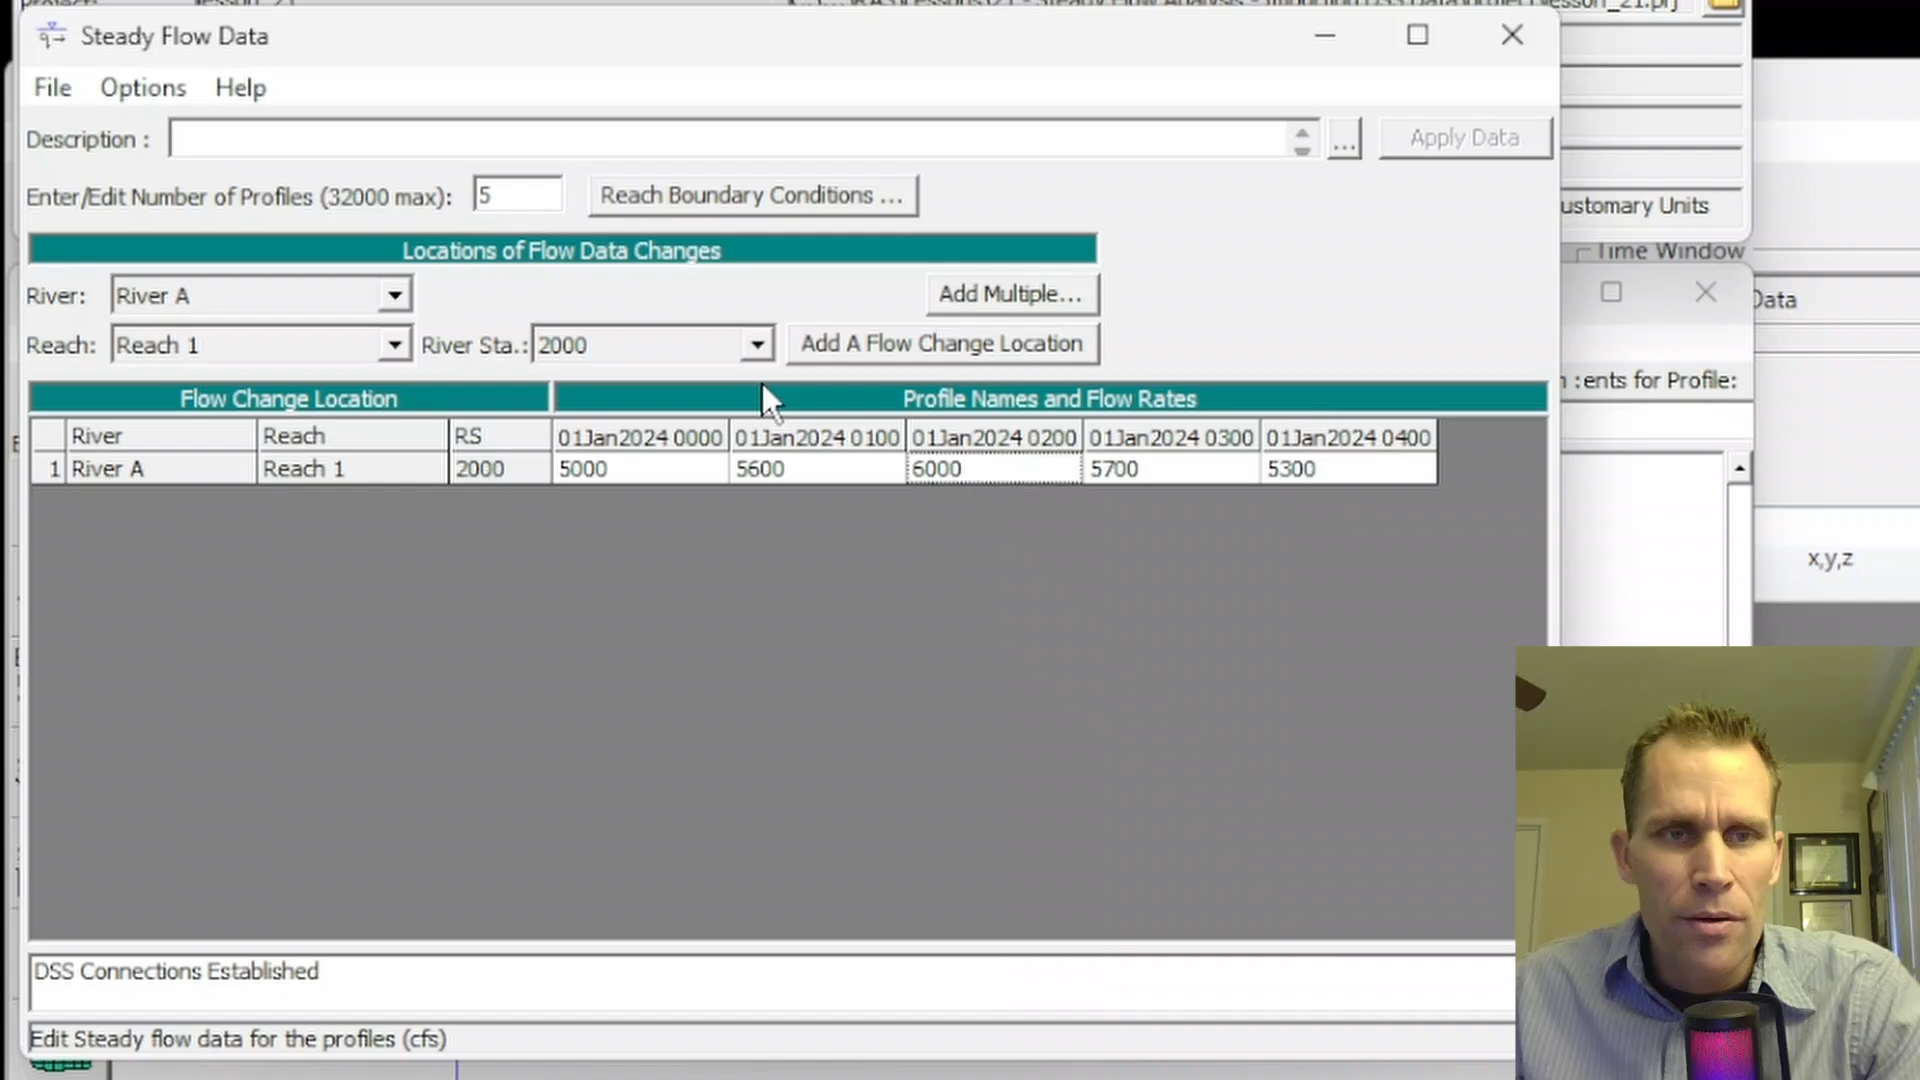 Steady Flow Data
File Options Help
Description : ... Apply Data
Enter/Edit Number of Profiles (32000 max): 5 Reach Boundary Conditions ...
ustomary Units
Locations of Flow Data Changes
Time Window
River: River A Add Multiple...
Data
Reach: Reach 1 River Sta.: 2000 Add A Flow Change Location
:ents for Profile:
Flow Change Location Profile Names and Flow Rates
River Reach RS 01Jan2024 0000 01Jan2024 0100 01Jan2024 0200 01Jan2024 0300 01Jan2024 0400
1 River A Reach 1 2000 5000 5600 6000 5700 5300
x,y,z
DSS Connections Established
Edit Steady flow data for the profiles (cfs)